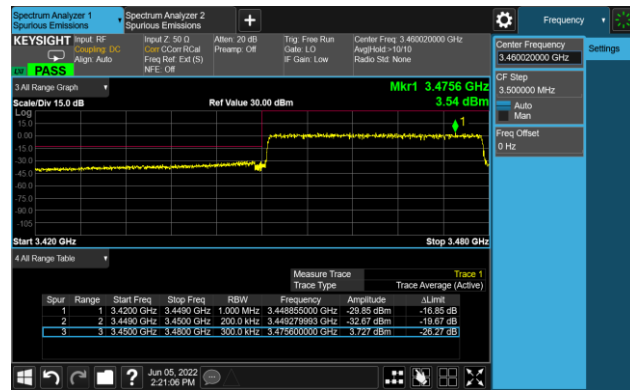 Spectrum Analyzer 1
Spurious Emissions
Spectrum Analyzer 2
Spurious Emissions
Frequency
KEYSIGHT
Input: RF
Coupling: DC
Align: Auto
Input Z: 50 Ω
Corr CCorr RCal
Freq Ref: Ext (S)
NFE: Off
Atten: 20 dB
Preamp: Off
Trig: Free Run
Gate: LO
IF Gain: Low
Center Freq: 3.460020000 GHz
Avg|Hold:>10/10
Radio Std: None
PASS
Center Frequency
3.460020000 GHz
Settings
CF Step
3.500000 MHz
Auto
Man
Freq Offset
0 Hz
3 All Range Graph
Mkr1 3.4756 GHz
3.54 dBm
Scale/Div 15.0 dB
Ref Value 30.00 dBm
Log
15.0
0.00
-15.0
-30.0
-45.0
-60.0
-75.0
-90.0
-105
1
Start 3.420 GHz
Stop 3.480 GHz
4 All Range Table
Measure Trace Trace 1
Trace Type Trace Average (Active)
Spur Range Start Freq Stop Freq RBW Frequency Amplitude ΔLimit
1 1 3.4200 GHz 3.4490 GHz 1.000 MHz 3.448855000 GHz -29.85 dBm -16.85 dB
2 2 3.4490 GHz 3.4500 GHz 200.0 kHz 3.449279993 GHz -32.67 dBm -19.67 dB
3 3 3.4500 GHz 3.4800 GHz 300.0 kHz 3.475600000 GHz 3.727 dBm -26.27 dB
Jun 05, 2022
2:21:06 PM